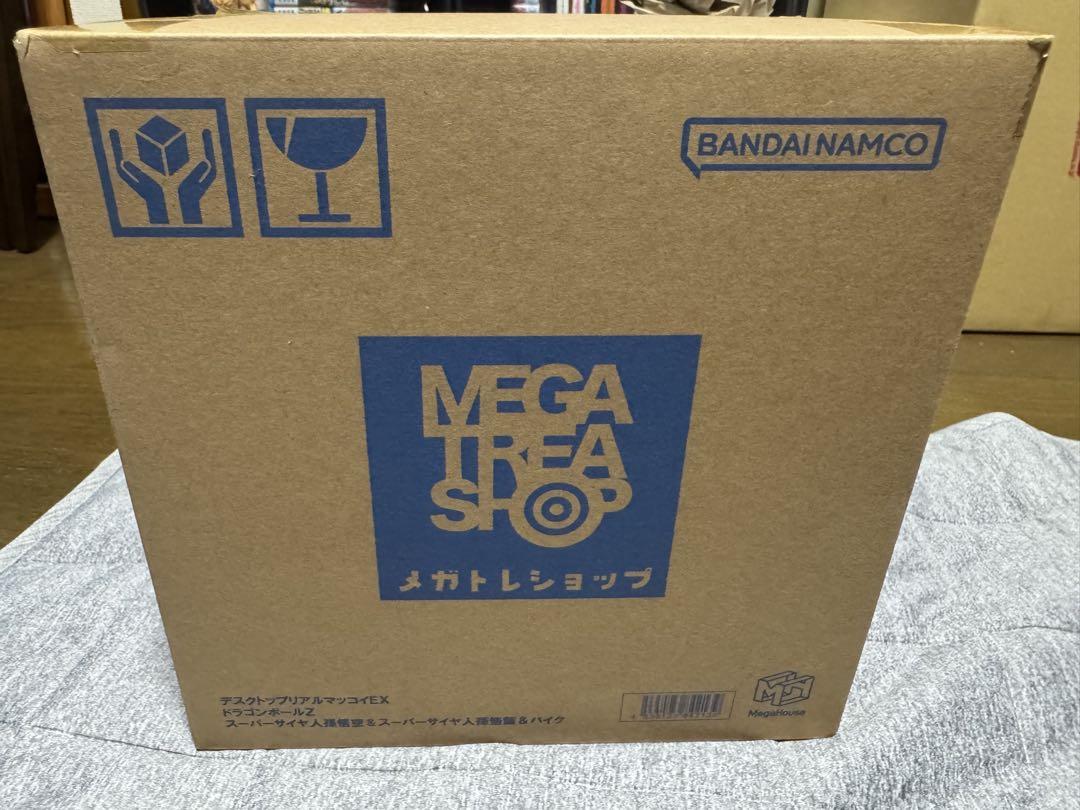 BANDAI NAMCO
MEGA
TREA
SHOP
メガトレショップ
デスクトップリアルマッコイEX
ドラゴンボールZ
スーパーサイヤ人孫悟空&スーパーサイヤ人孫悟飯&バイク
MegaHouse